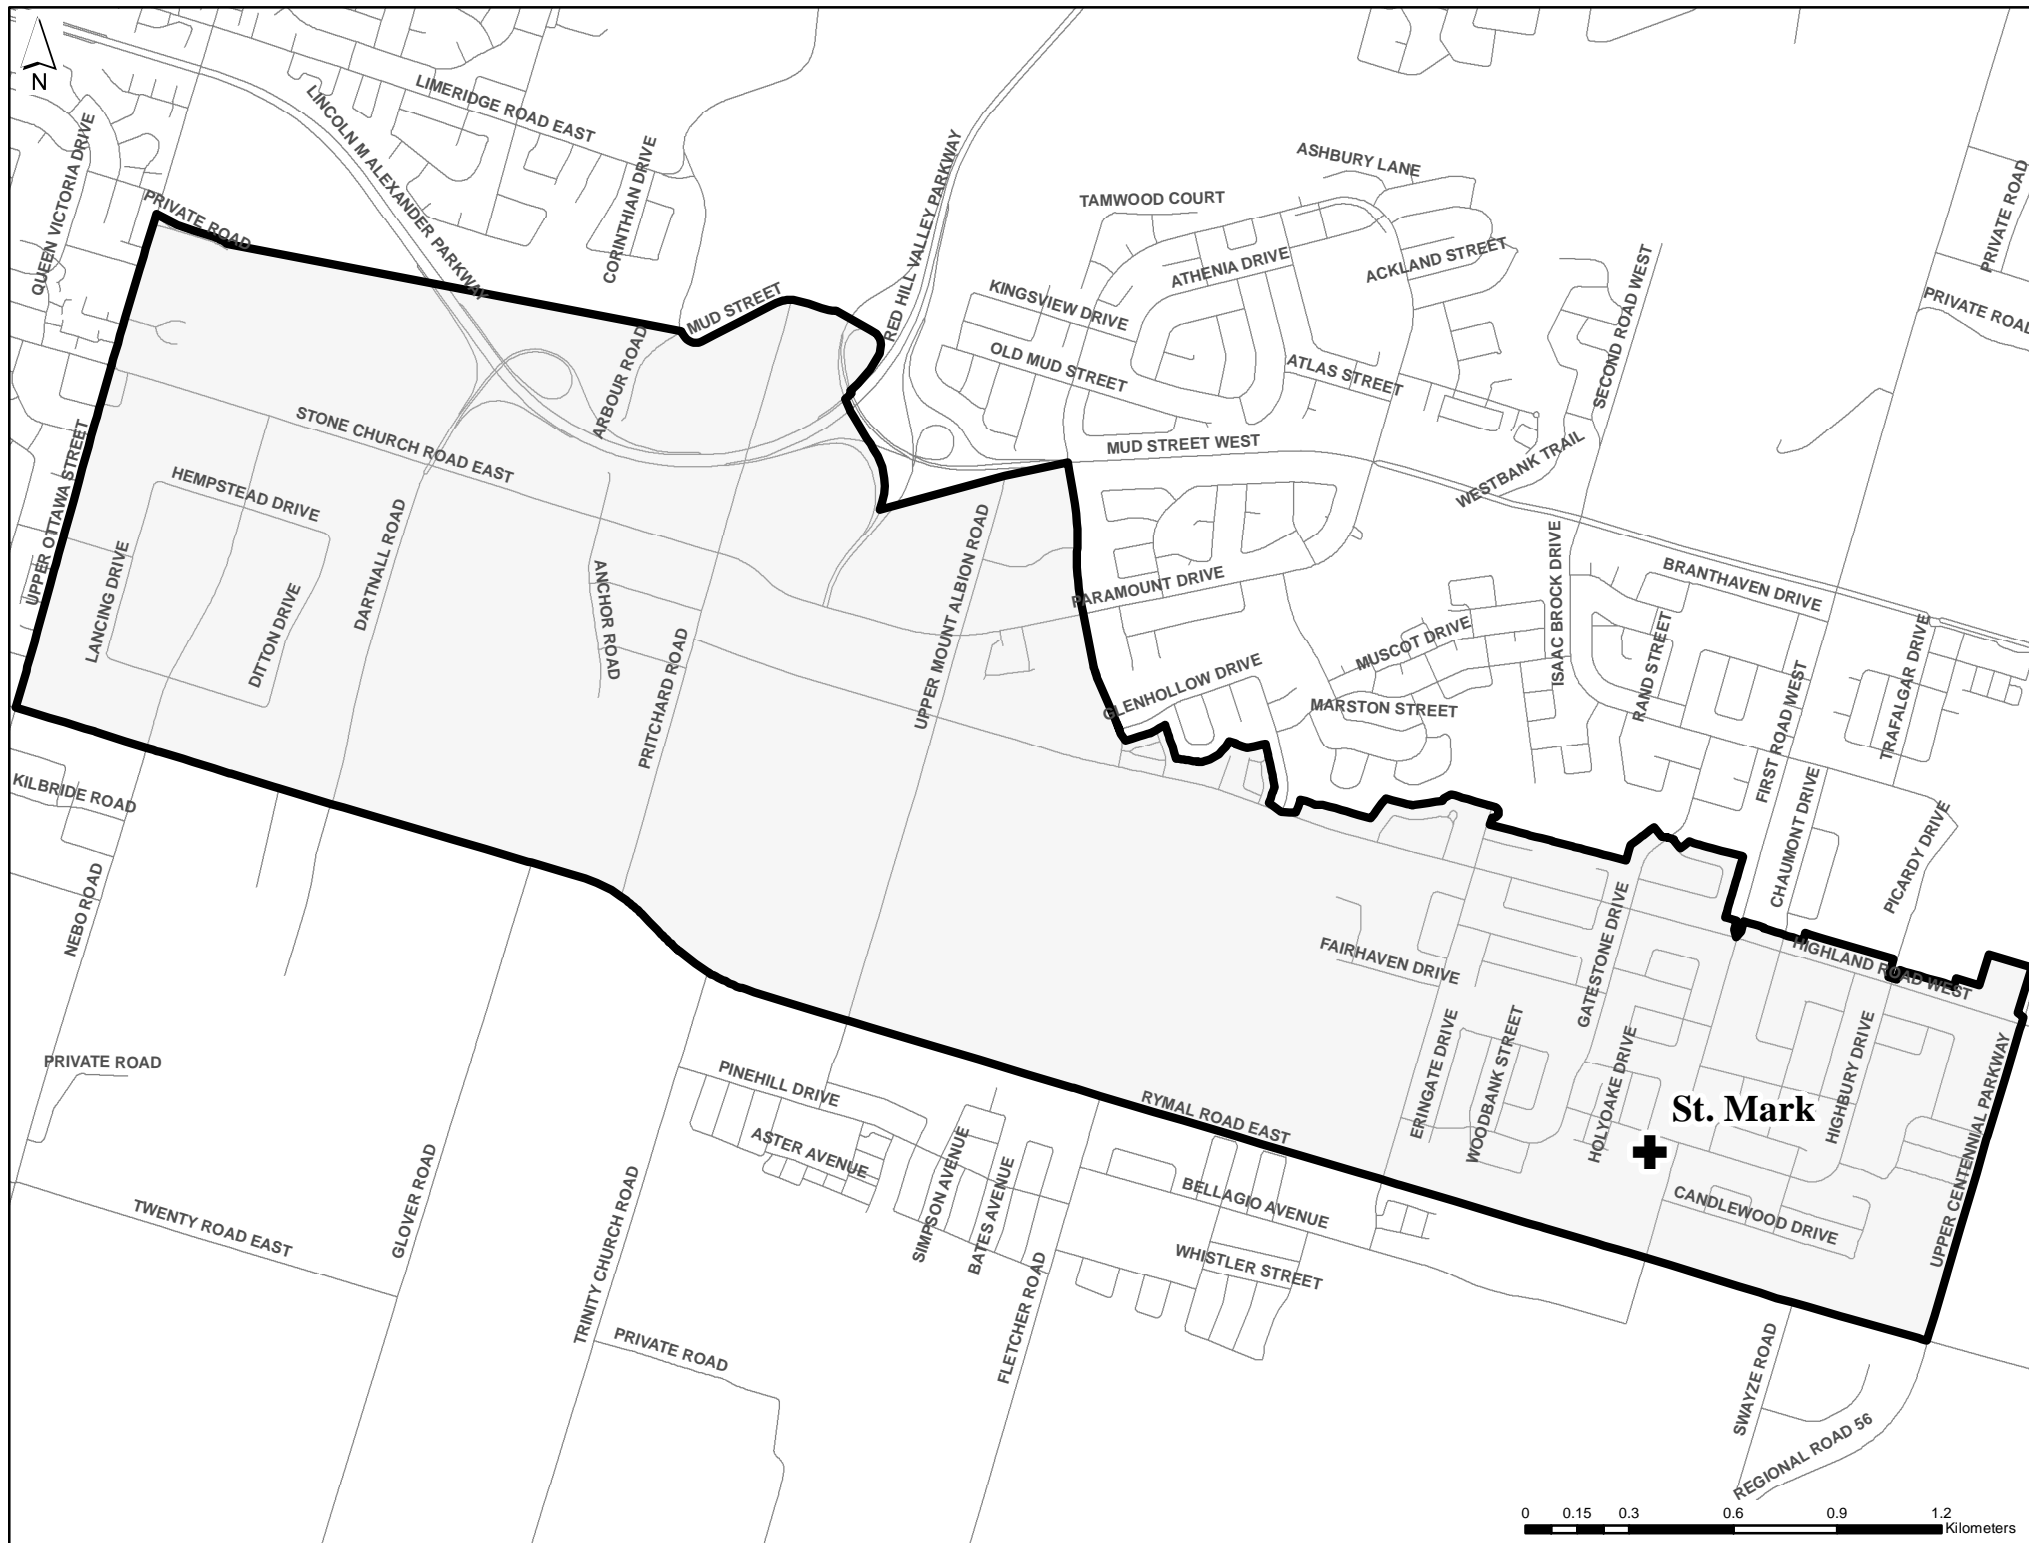 N
LIMERIDGE ROAD EAST
LINCOLN M ALEXANDER PARKWAY
QUEEN VICTORIA DRIVE
CORINTHIAN DRIVE
RED HILL VALLEY PARKWAY
ASHBURY LANE
TAMWOOD COURT
PRIVATE ROAD
PRIVATE ROAD
ATHENIA DRIVE
ACKLAND STREET
SECOND ROAD WEST
KINGSVIEW DRIVE
MUD STREET
PRIVATE ROAD
ARBOUR ROAD
OLD MUD STREET
ATLAS STREET
STONE CHURCH ROAD EAST
MUD STREET WEST
WESTBANK TRAIL
UPPER OTTAWA STREET
HEMPSTEAD DRIVE
DARTNALL ROAD
LANCING DRIVE
DITTON DRIVE
ANCHOR ROAD
UPPER MOUNT ALBION ROAD
PARAMOUNT DRIVE
ISAAC BROCK DRIVE
BRANTHAVEN DRIVE
PRITCHARD ROAD
GLENHOLLOW DRIVE
MUSCOT DRIVE
MARSTON STREET
RAND STREET
FIRST ROAD WEST
TRAFALGAR DRIVE
KILBRIDE ROAD
CHAUMONT DRIVE
PICARDY DRIVE
NEBO ROAD
GATESTONE DRIVE
FAIRHAVEN DRIVE
HIGHLAND ROAD WEST
ERINGATE DRIVE
WOODBANK STREET
HOLYOAKE DRIVE
HIGHBURY DRIVE
UPPER CENTENNIAL PARKWAY
St. Mark
PRIVATE ROAD
PINEHILL DRIVE
RYMAL ROAD EAST
ASTER AVENUE
SIMPSON AVENUE
BATES AVENUE
BELLAGIO AVENUE
CANDLEWOOD DRIVE
TWENTY ROAD EAST
GLOVER ROAD
TRINITY CHURCH ROAD
WHISTLER STREET
FLETCHER ROAD
PRIVATE ROAD
SWAYZE ROAD
REGIONAL ROAD 56
0 0.15 0.3 0.6 0.9 1.2
Kilometers